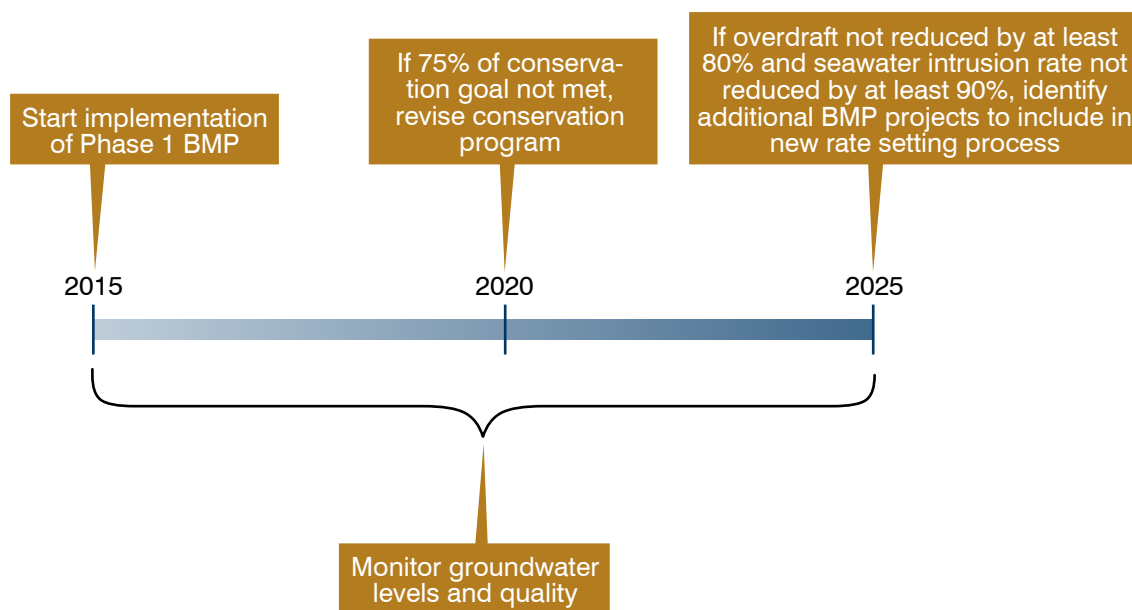 Start implementation
of Phase 1 BMP
If 75% of conserva-
tion goal not met,
revise conservation
program
If overdraft not reduced by at least
80% and seawater intrusion rate not
reduced by at least 90%, identify
additional BMP projects to include in
new rate setting process
2015
2020
2025
Monitor groundwater
levels and quality